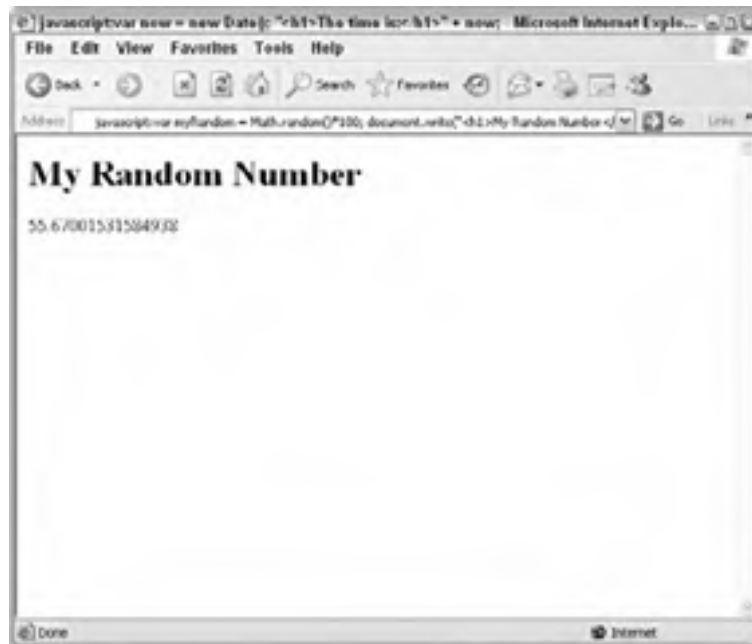 javascript:var now = new Date(); "<h1>The time is:</h1>" + now; Microsoft Internet Explo...
File Edit View Favorites Tools Help
Back Search Favorites
Address javascript:var myRandom = Math.random()*100; document.write("<h1>My Random Number </ Go Links
My Random Number
55.67001531584938
Done Internet